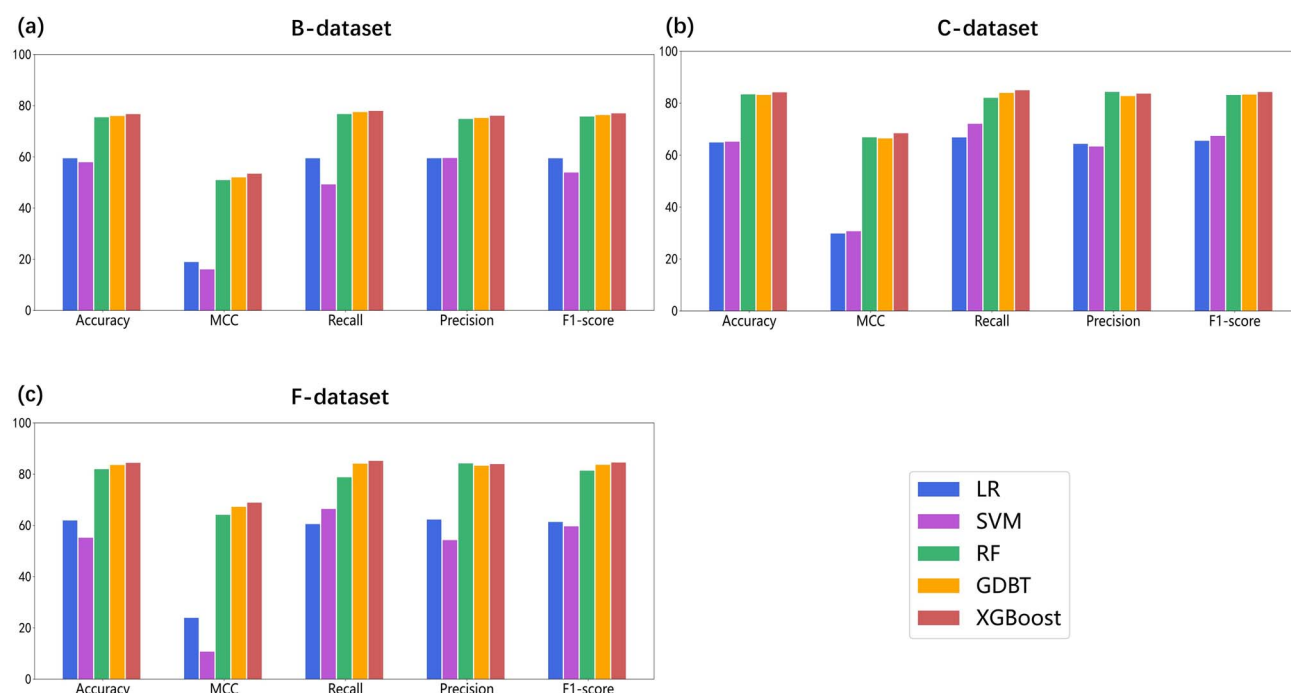 (a)
B-dataset
100
80
60
40
20
0
Accuracy MCC Recall Precision F1-score
(b)
C-dataset
100
80
60
40
20
0
Accuracy MCC Recall Precision F1-score
(c)
F-dataset
100
80
60
40
20
0
Accuracy MCC Recall Precision F1-score
LR
SVM
RF
GDBT
XGBoost